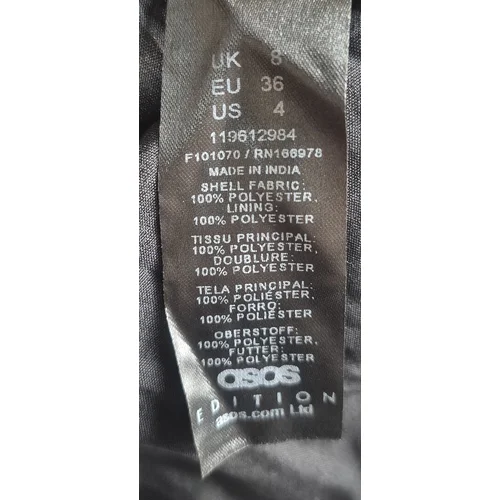 UK 8
EU 36
US 4
119612984
F101070 / RN166978
MADE IN INDIA
SHELL FABRIC:
100% POLYESTER,
LINING:
100% POLYESTER
TISSU PRINCIPAL:
100% POLYESTER,
DOUBLURE:
100% POLYESTER
TELA PRINCIPAL:
100% POLIÉSTER,
FORRO:
100% POLIÉSTER
OBERSTOFF:
100% POLYESTER,
FUTTER:
100% POLYESTER
asos
EDITION
asos.com Ltd